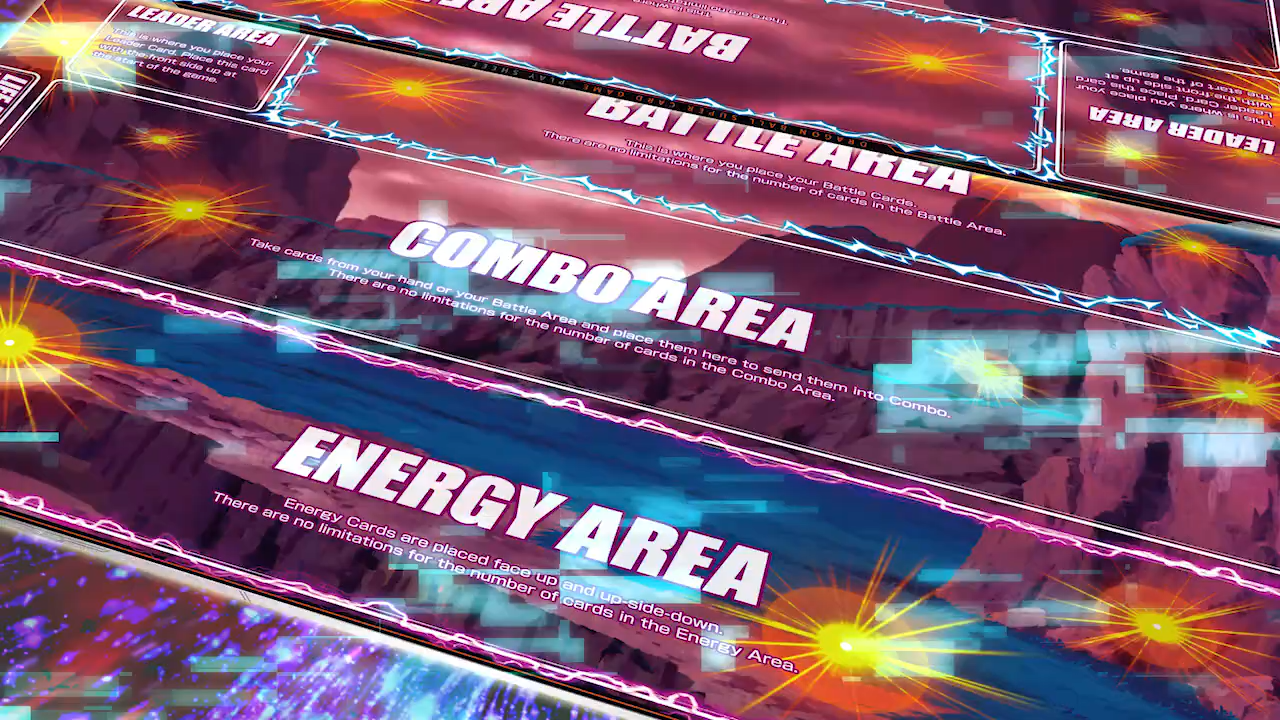 There are no
This is where
BATTLE AREA
LEADER AREA
This is where you place your
Leader Card. Place this card
with the front side up at
the start of the game.
DRAGON BALL SUPER CARD GAME PLAY SHEET
BATTLE AREA
This is where you place your Battle Cards.
There are no limitations for the number of cards in the Battle Area.
LEADER AREA
This is where you place your
Leader Card. Place this card
with the front side up at
the start of the game.
COMBO AREA
Take cards from your hand or your Battle Area and place them here to send them into Combo.
There are no limitations for the number of cards in the Combo Area.
ENERGY AREA
Energy Cards are placed face up and up-side-down.
There are no limitations for the number of cards in the Energy Area.